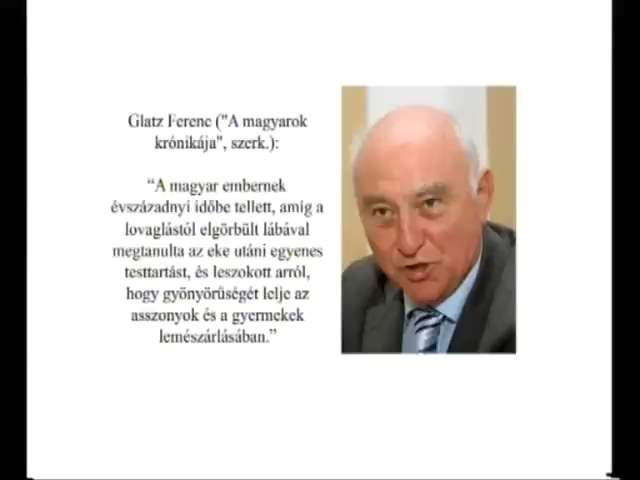 Glatz Ferenc ("A magyarok
krónikája", szerk.):
“A magyar embernek
évszázadnyi időbe tellett, amíg a
lovaglástól elgörbült lábával
megtanulta az eke utáni egyenes
testtartást, és leszokott arról,
hogy gyönyörűségét lelje az
asszonyok és a gyermekek
lemészárlásában.”